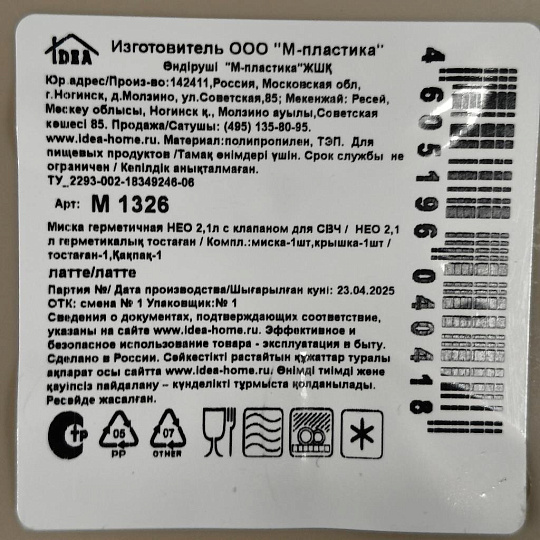 IDEA
Изготовитель ООО "М-пластика"
Өндіруші "М-пластика"ЖШҚ
Юр.адрес/Произ-во:142411,Россия, Московская обл,
г.Ногинск, д.Молзино, ул.Советская,85; Мекенжай: Ресей,
Мәскеу облысы, Ногинск қ., Молзино ауылы,Советская
көшесі 85. Продажа/Сатушы: (495) 135-80-95.
www.idea-home.ru. Материал:полипропилен, ТЭП. Для
пищевых продуктов /Тамақ өнімдері үшін. Срок службы не
ограничен / Кепілдік анықталмаған.
ТУ_2293-002-18349246-06
Арт: М 1326
Миска герметичная НЕО 2,1л с клапаном для СВЧ / НЕО 2,1
л герметикалық тостаған / Компл.:миска-1шт,крышка-1шт /
тостаған-1,Қақпақ-1
латте/латте
Партия №/ Дата производства/Шығарылған күні: 23.04.2025
ОТК: смена № 1 Упаковщик:№ 1
Сведения о документах, подтверждающих соответствие,
указаны на сайте www.idea-home.ru. Эффективное и
безопасное использование товара - эксплуатация в быту.
Сделано в России. Сәйкестікті растайтын құжаттар туралы
ақпарат осы сайтта www.idea-home.ru. Өнімді тиімді және
қауіпсіз пайдалану – күнделікті тұрмыста қолданылады.
Ресейде жасалған.
05
PP
07
OTHER
4 605196 040418